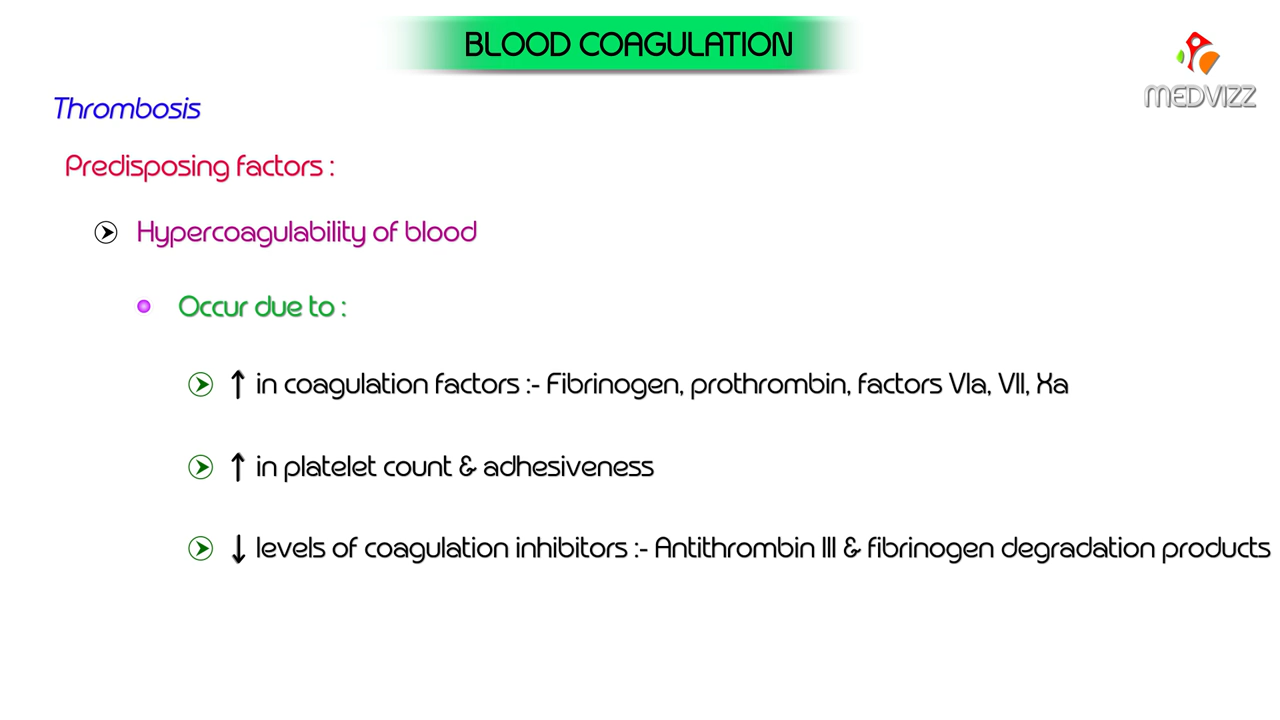 BLOOD COAGULATION
MEDVIZZ
Thrombosis
Predisposing factors :
Hypercoagulability of blood
Occur due to :
↑ in coagulation factors :- Fibrinogen, prothrombin, factors VIa, VII, Xa
↑ in platelet count & adhesiveness
↓ levels of coagulation inhibitors :- Antithrombin III & fibrinogen degradation products